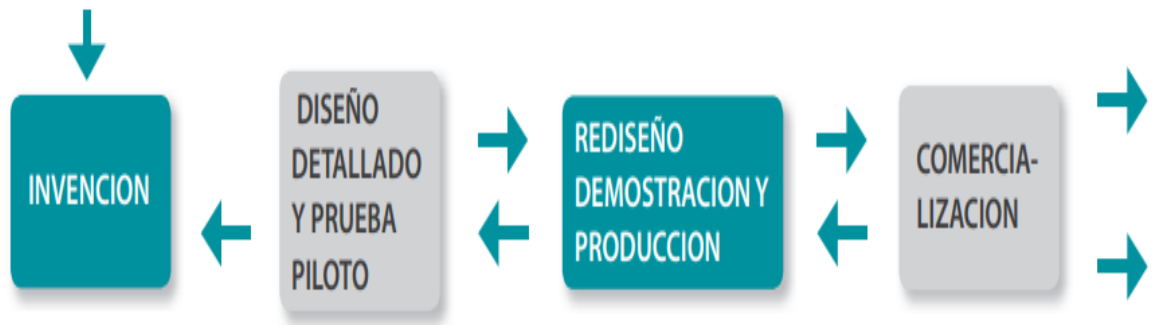 INVENCION
DISEÑO
DETALLADO
Y PRUEBA
PILOTO
REDISEÑO
DEMOSTRACION Y
PRODUCCION
COMERCIA-
LIZACION